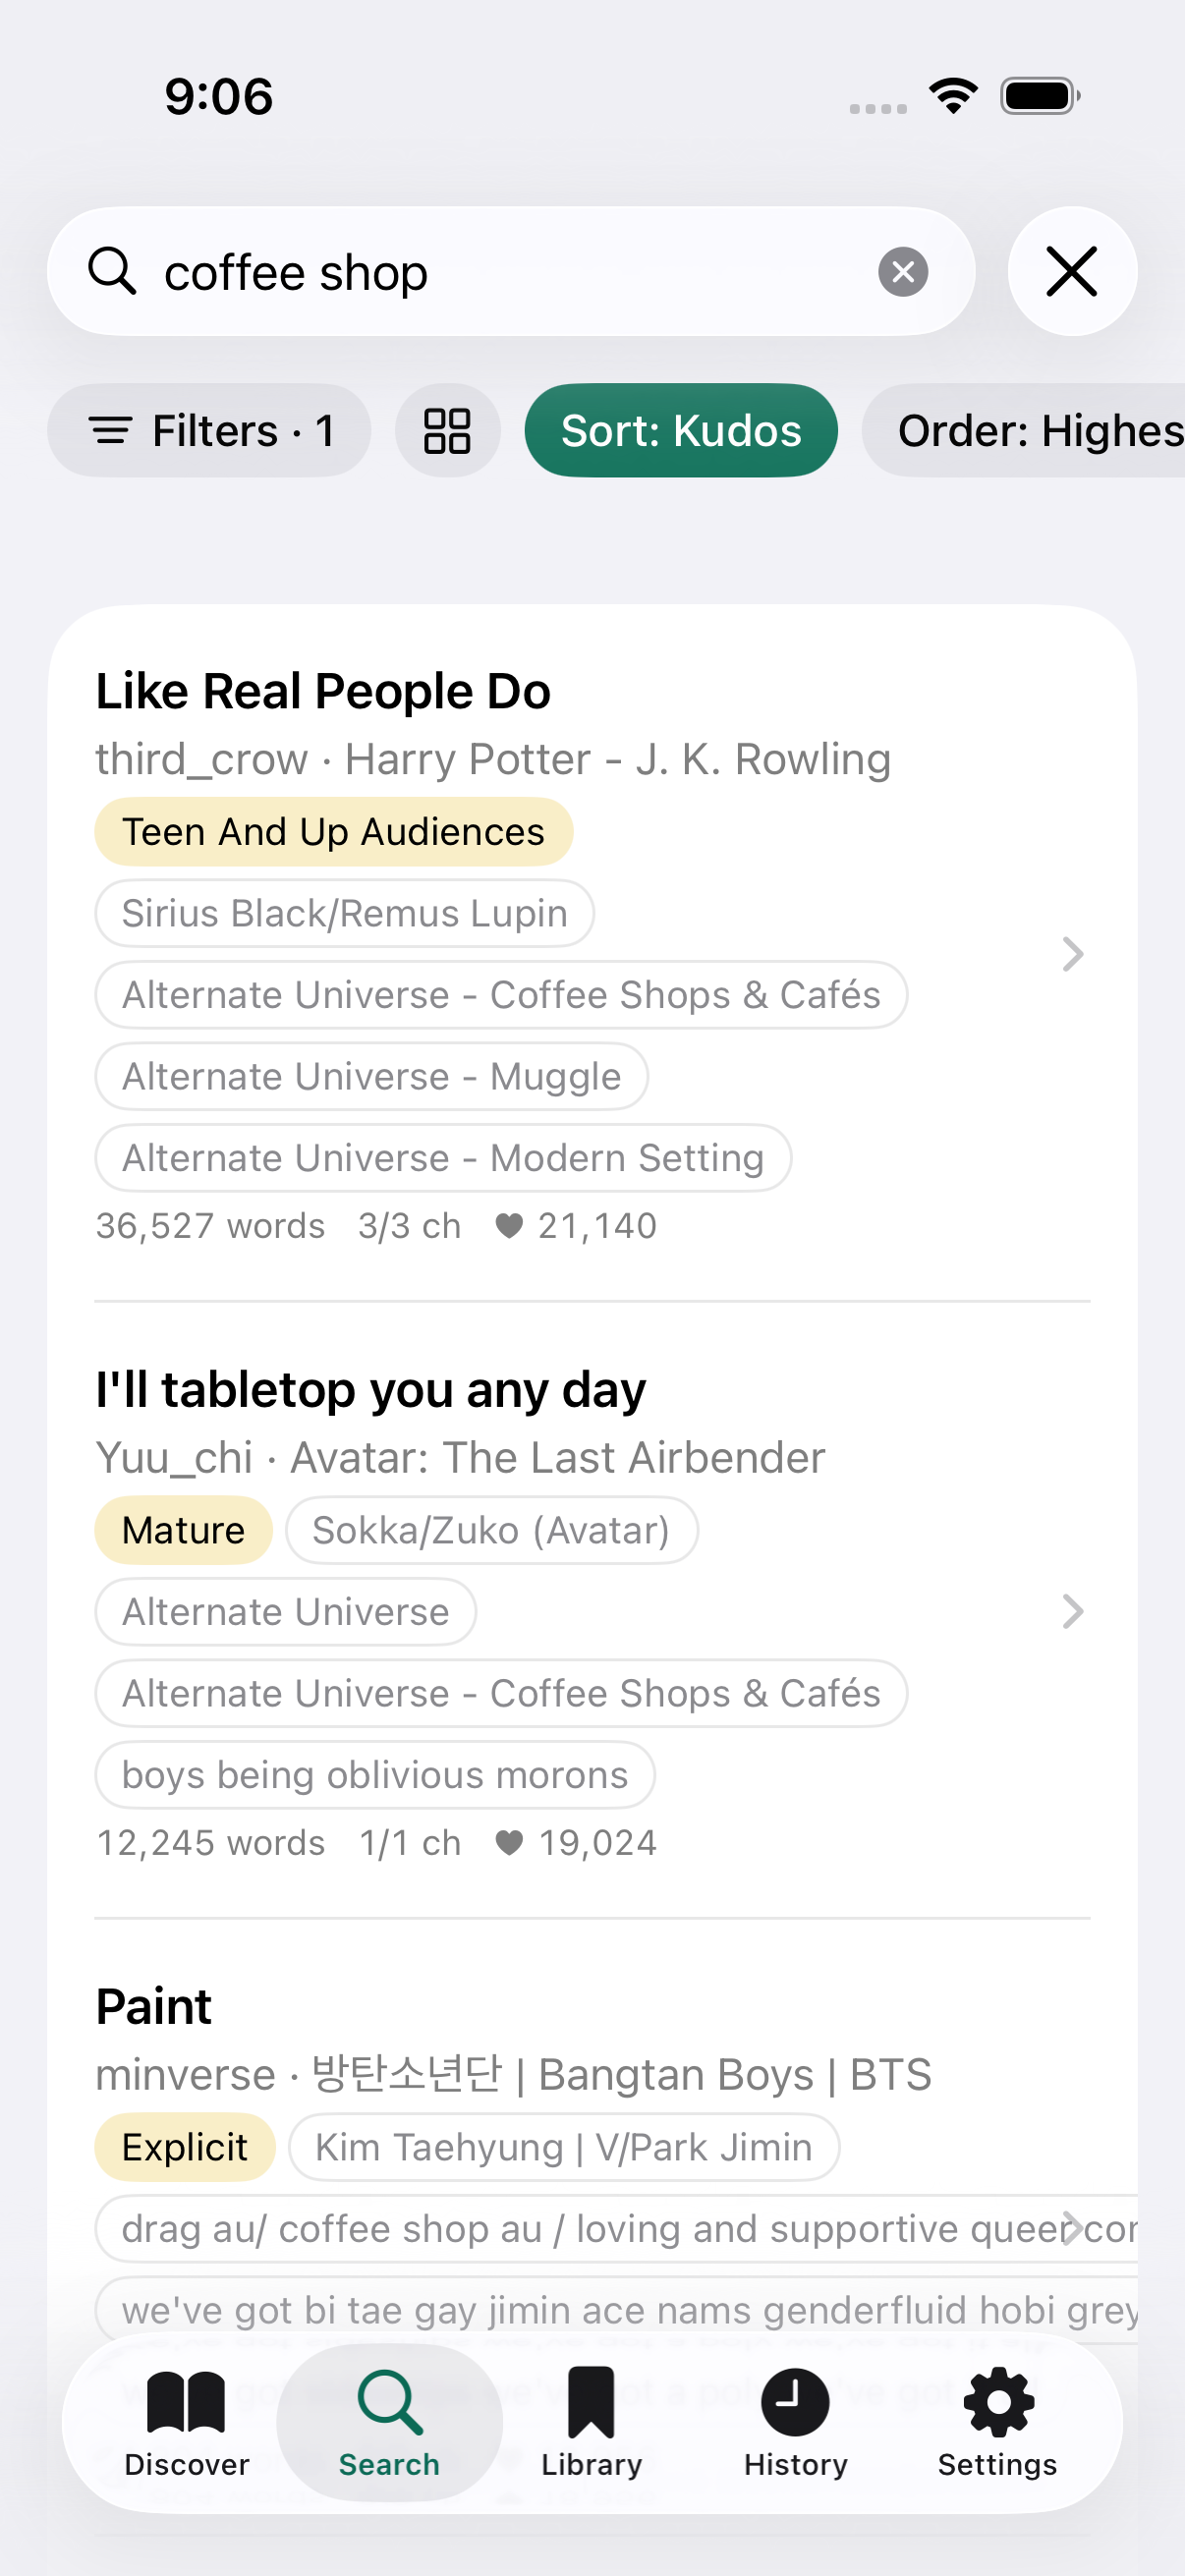 9:06
coffee shop
Filters · 1
Sort: Kudos
Order: Highes
Like Real People Do
third_crow · Harry Potter - J. K. Rowling
Teen And Up Audiences
Sirius Black/Remus Lupin
Alternate Universe - Coffee Shops & Cafés
Alternate Universe - Muggle
Alternate Universe - Modern Setting
36,527 words 3/3 ch 21,140
I'll tabletop you any day
Yuu_chi · Avatar: The Last Airbender
Mature Sokka/Zuko (Avatar)
Alternate Universe
Alternate Universe - Coffee Shops & Cafés
boys being oblivious morons
12,245 words 1/1 ch 19,024
Paint
minverse · 방탄소년단 | Bangtan Boys | BTS
Explicit Kim Taehyung | V/Park Jimin
drag au/ coffee shop au / loving and supportive queer cor
we've got bi tae gay jimin ace nams genderfluid hobi grey
Discover Search Library History Settings